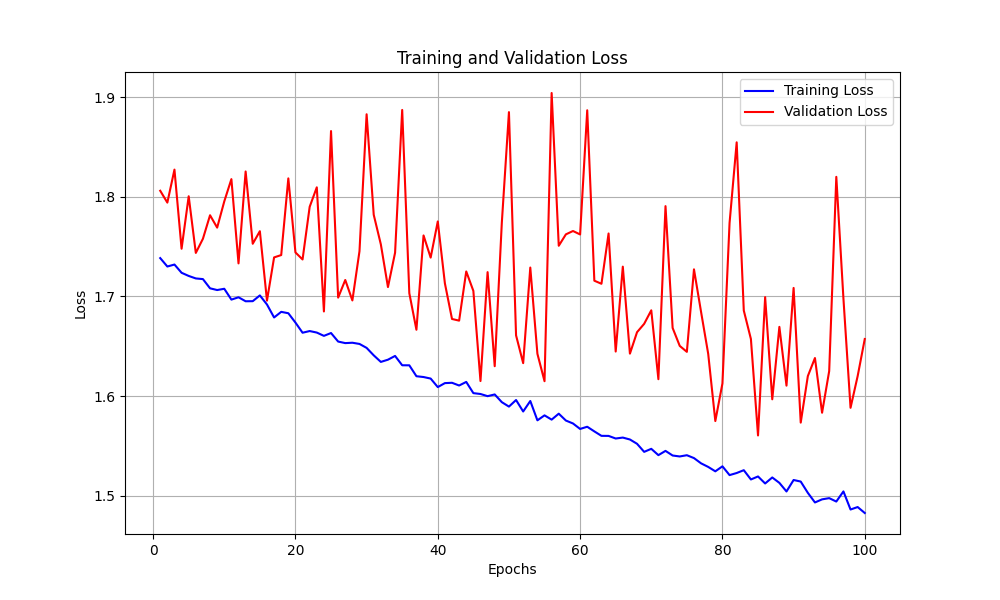 Training and Validation Loss
Training Loss
Validation Loss
1.9
1.8
1.7
1.6
1.5
Loss
0
20
40
60
80
100
Epochs